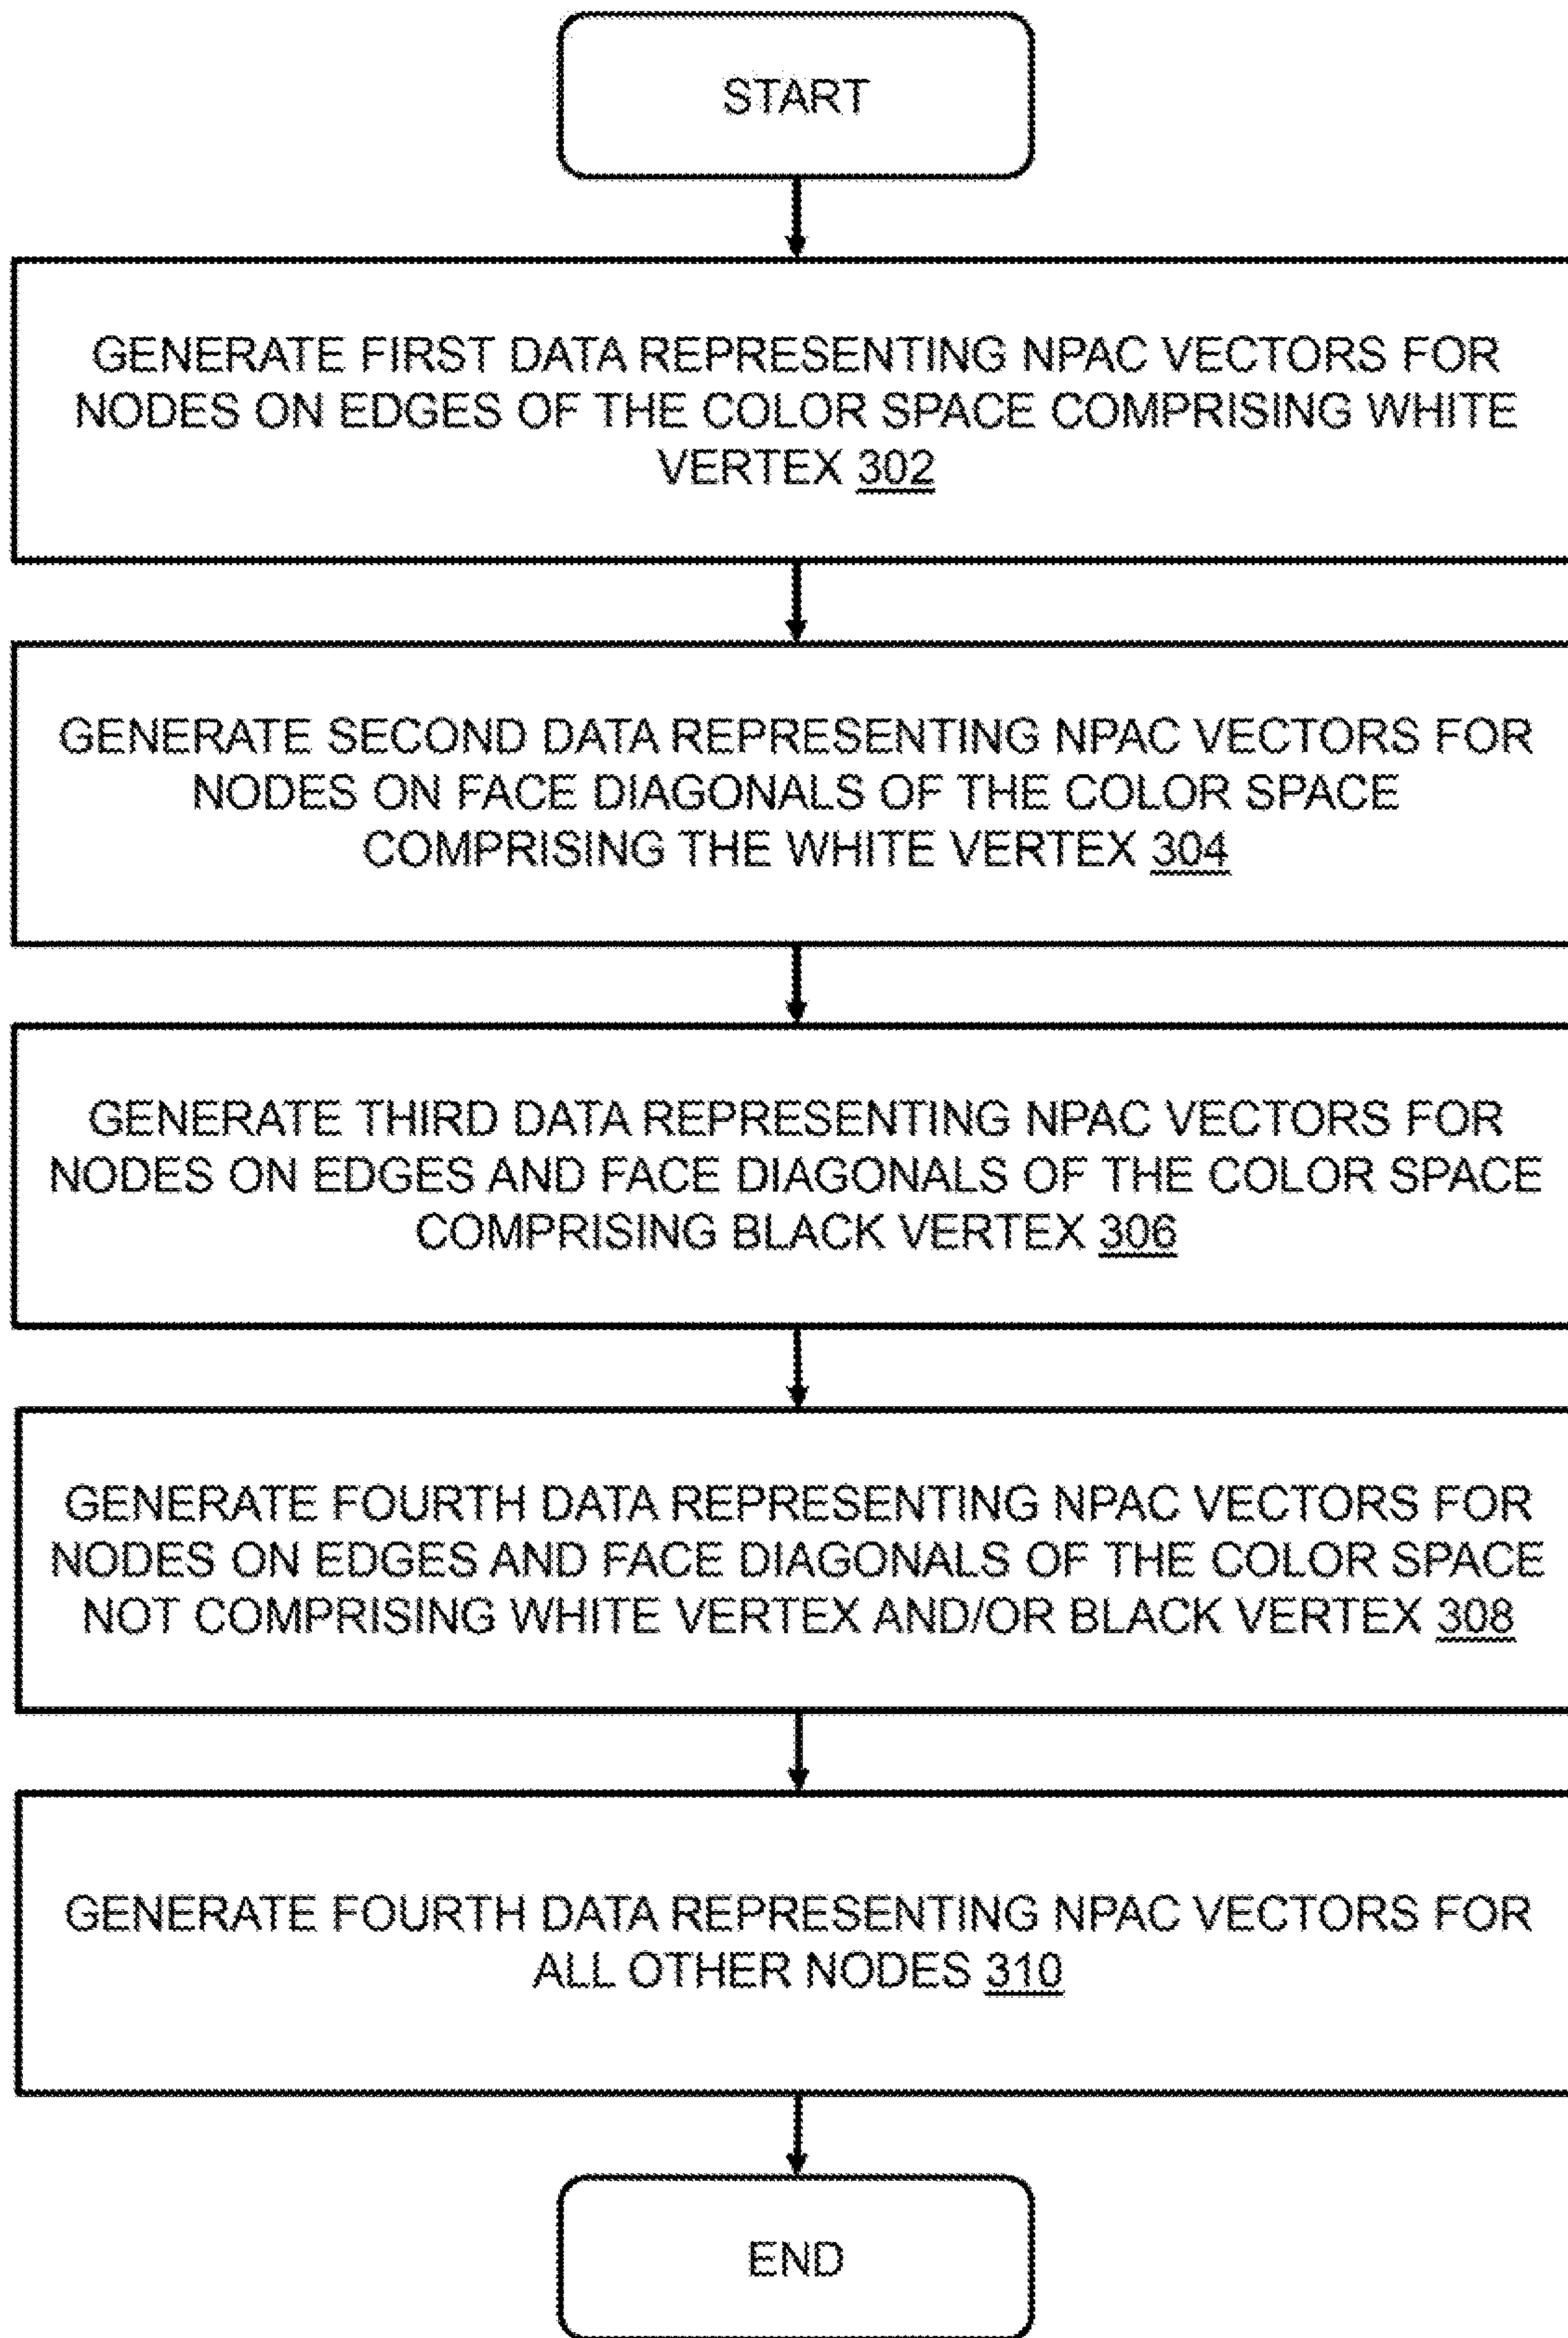 START
GENERATE FIRST DATA REPRESENTING NPAC VECTORS FOR
NODES ON EDGES OF THE COLOR SPACE COMPRISING WHITE
VERTEX 302
GENERATE SECOND DATA REPRESENTING NPAC VECTORS FOR
NODES ON FACE DIAGONALS OF THE COLOR SPACE
COMPRISING THE WHITE VERTEX 304
GENERATE THIRD DATA REPRESENTING NPAC VECTORS FOR
NODES ON EDGES AND FACE DIAGONALS OF THE COLOR SPACE
COMPRISING BLACK VERTEX 306
GENERATE FOURTH DATA REPRESENTING NPAC VECTORS FOR
NODES ON EDGES AND FACE DIAGONALS OF THE COLOR SPACE
NOT COMPRISING WHITE VERTEX AND/OR BLACK VERTEX 308
GENERATE FOURTH DATA REPRESENTING NPAC VECTORS FOR
ALL OTHER NODES 310
END